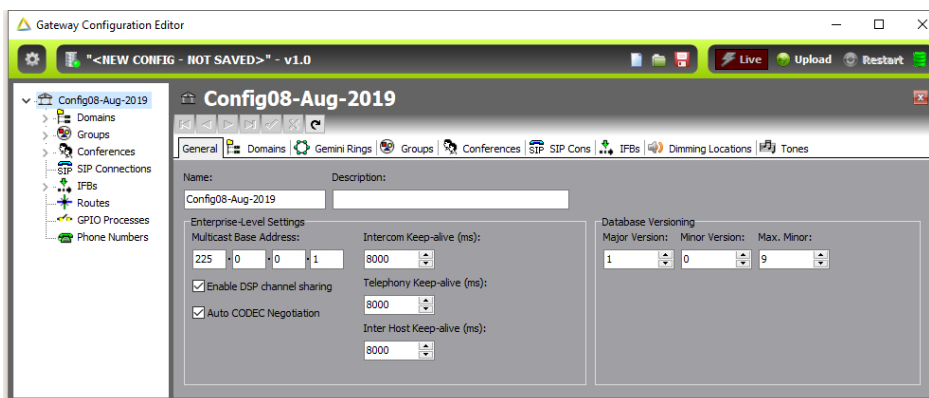 Gateway Configuration Editor
"<NEW CONFIG - NOT SAVED>" - v1.0
Live
Upload
Restart
Config08-Aug-2019
Domains
Groups
Conferences
SIP SIP Connections
IFBs
Routes
GPIO Processes
Phone Numbers
Config08-Aug-2019
General Domains Gemini Rings Groups Conferences SIP SIP Cons IFBs Dimming Locations Tones
Name: Description:
Config08-Aug-2019
Enterprise-Level Settings
Multicast Base Address: Intercom Keep-alive (ms):
225 . 0 . 0 . 1 8000
Enable DSP channel sharing Telephony Keep-alive (ms):
8000
Auto CODEC Negotiation
Inter Host Keep-alive (ms):
8000
Database Versioning
Major Version: Minor Version: Max. Minor:
1 0 9